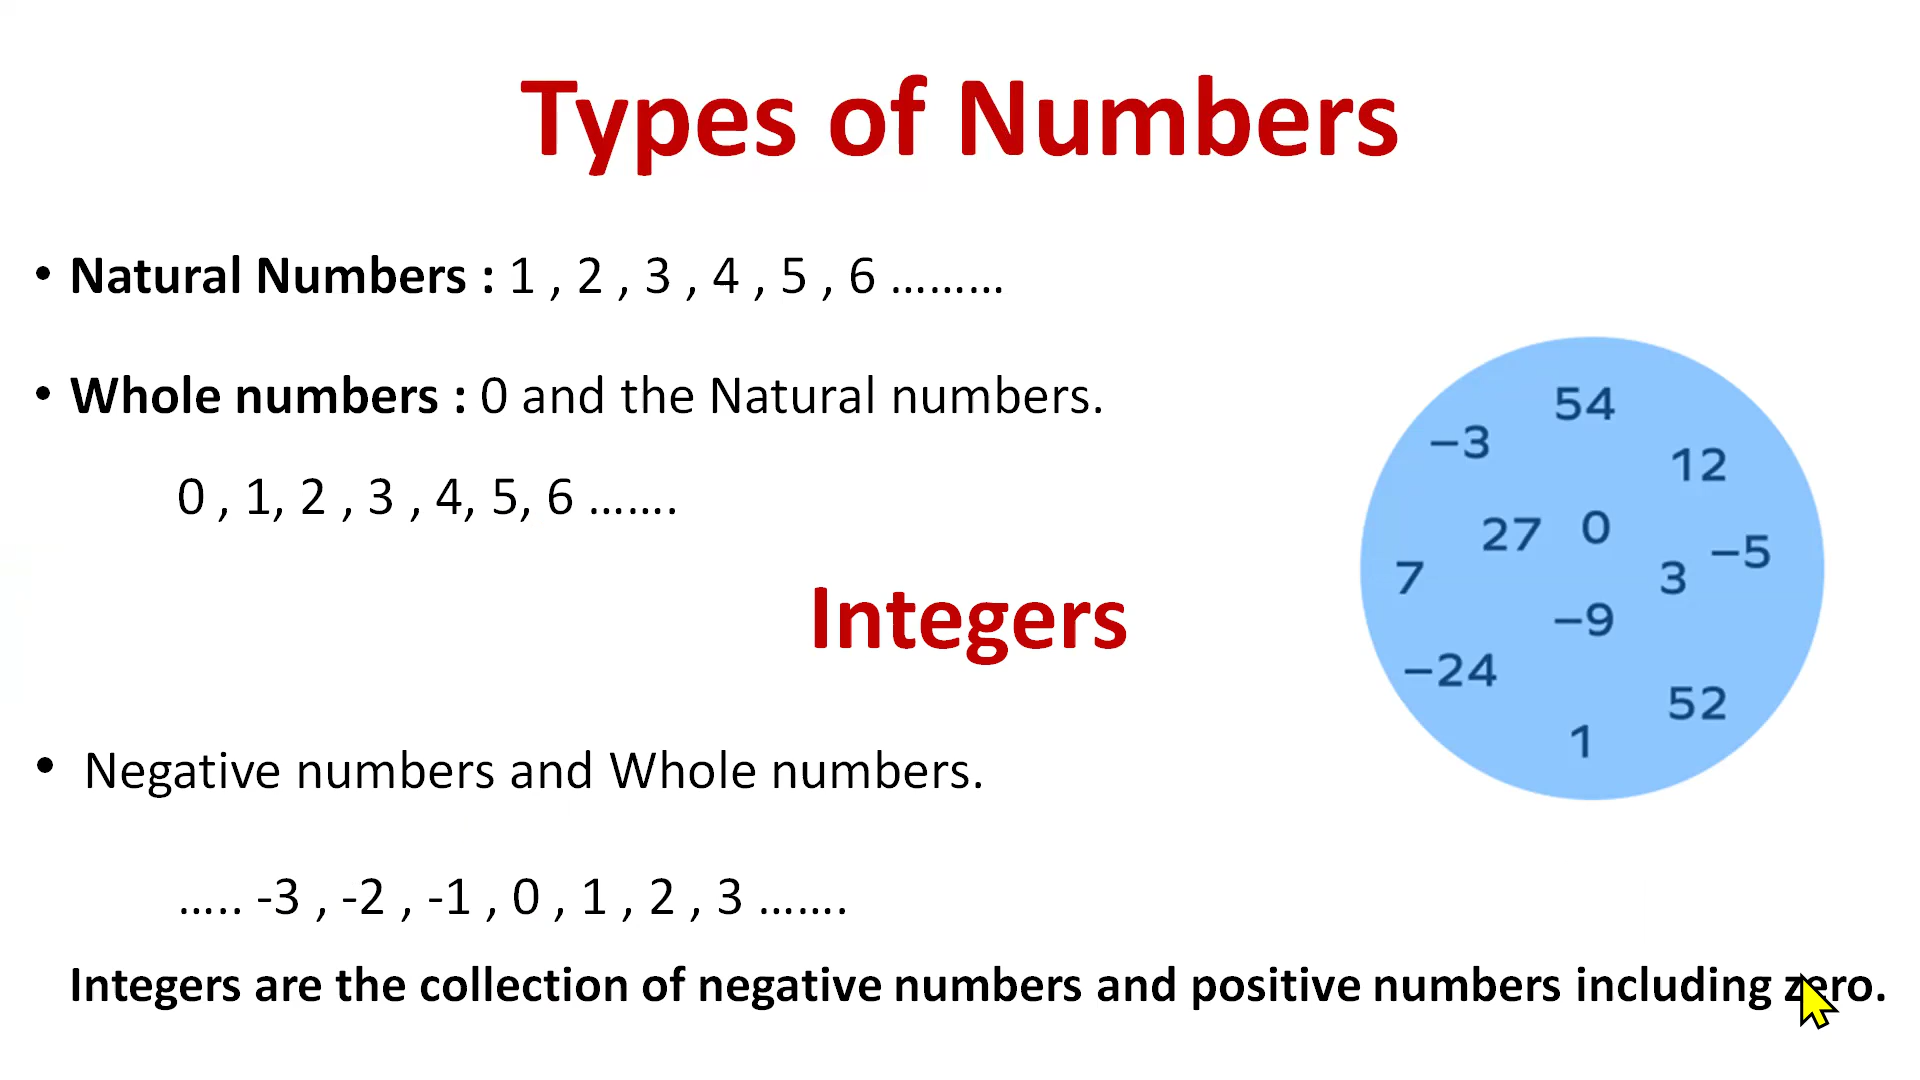 Types of Numbers
• Natural Numbers : 1 , 2 , 3 , 4 , 5 , 6 .........
• Whole numbers : 0 and the Natural numbers.
0 , 1, 2 , 3 , 4, 5, 6 .......
Integers
• Negative numbers and Whole numbers.
..... -3 , -2 , -1 , 0 , 1 , 2 , 3 .......
Integers are the collection of negative numbers and positive numbers including zero.
54
−3
12
27 0
−5
7
3
−9
−24
52
1